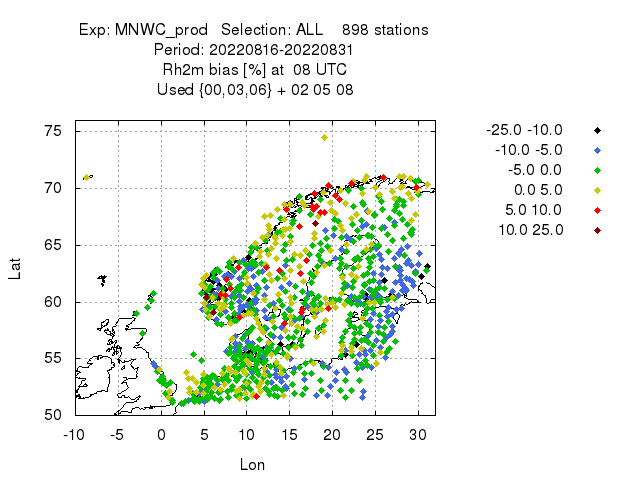 Exp: MNWC_prod   Selection: ALL    898 stations
Period: 20220816-20220831
Rh2m bias [%] at  08 UTC
Used {00,03,06} + 02 05 08
-25.0 -10.0
-10.0 -5.0
-5.0 0.0
0.0 5.0
5.0 10.0
10.0 25.0
75
70
65
60
55
50
Lat
-10 -5 0 5 10 15 20 25 30
Lon